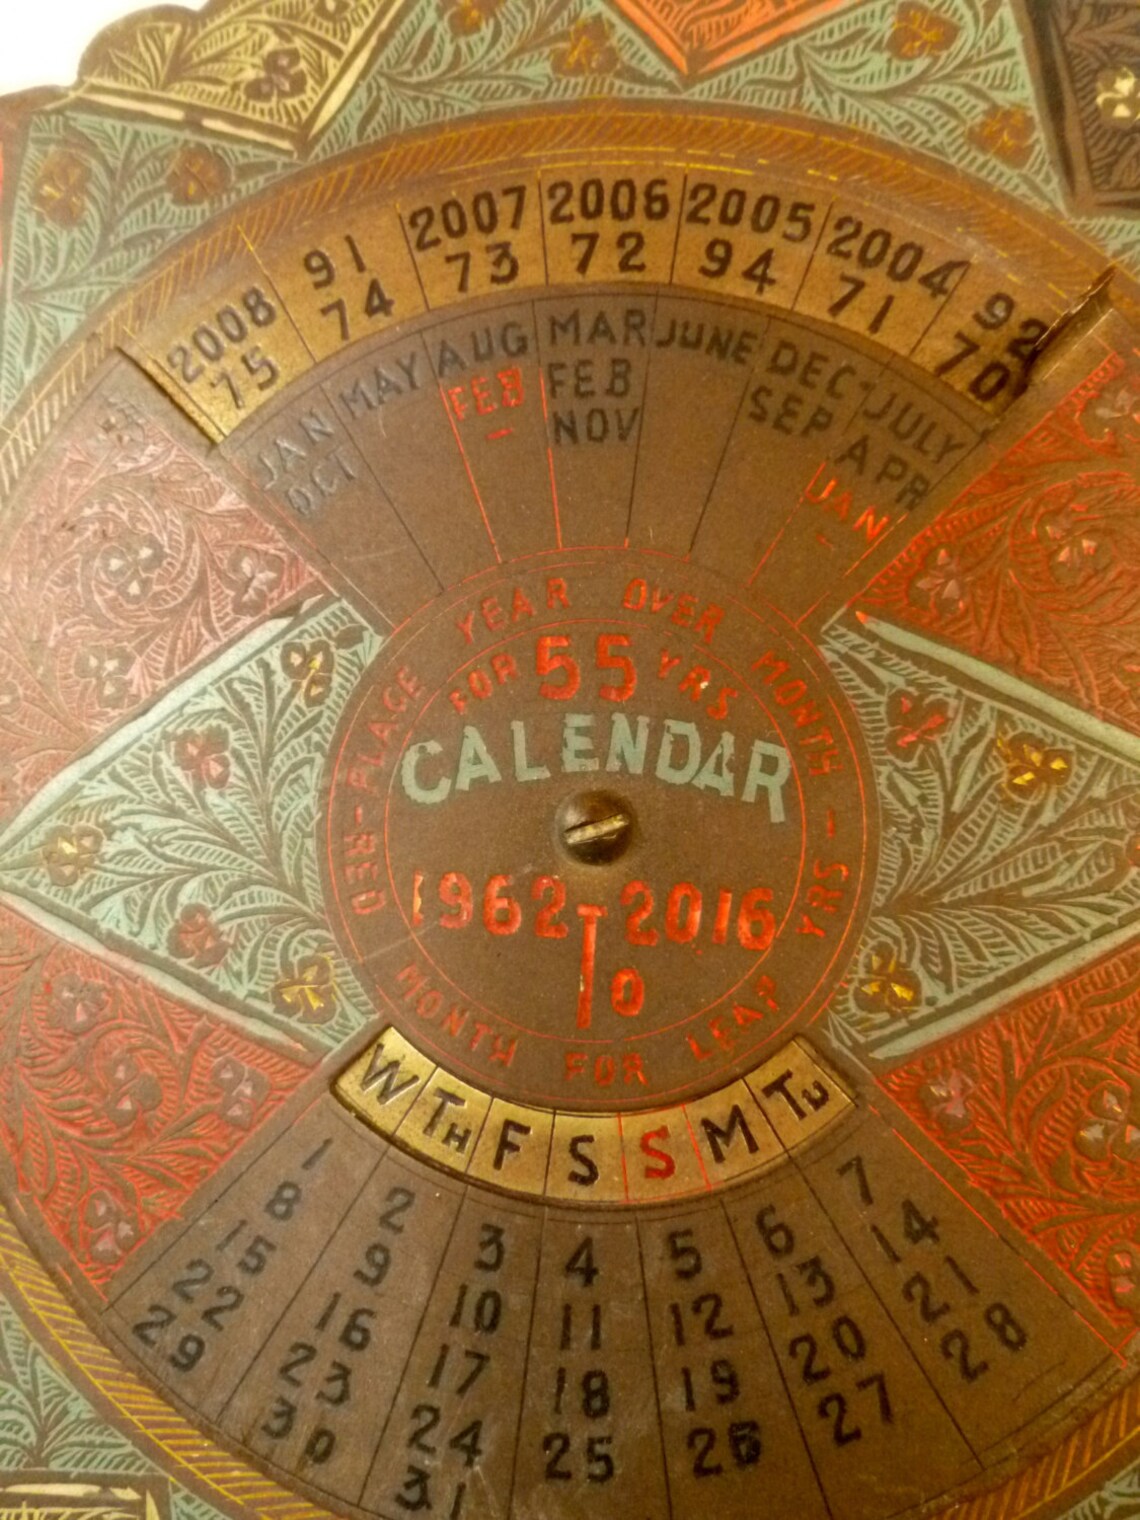 2008 91 2007 2006 2005 2004 92
75 74 73 72 94 71 70
JAN MAY AUG MAR JUNE DEC JULY
OCT FEB FEB SEP APR
NOV JAN
YEAR OVER MONTH YRS-
RED-PLACE
FOR 55 YRS
CALENDAR
1962 To 2016
MONTH FOR LEAP
W TH F S S M TU
1 2 3 4 5 6 7
8 9 10 11 12 13 14
15 16 17 18 19 20 21
22 23 24 25 26 27 28
29 30 31